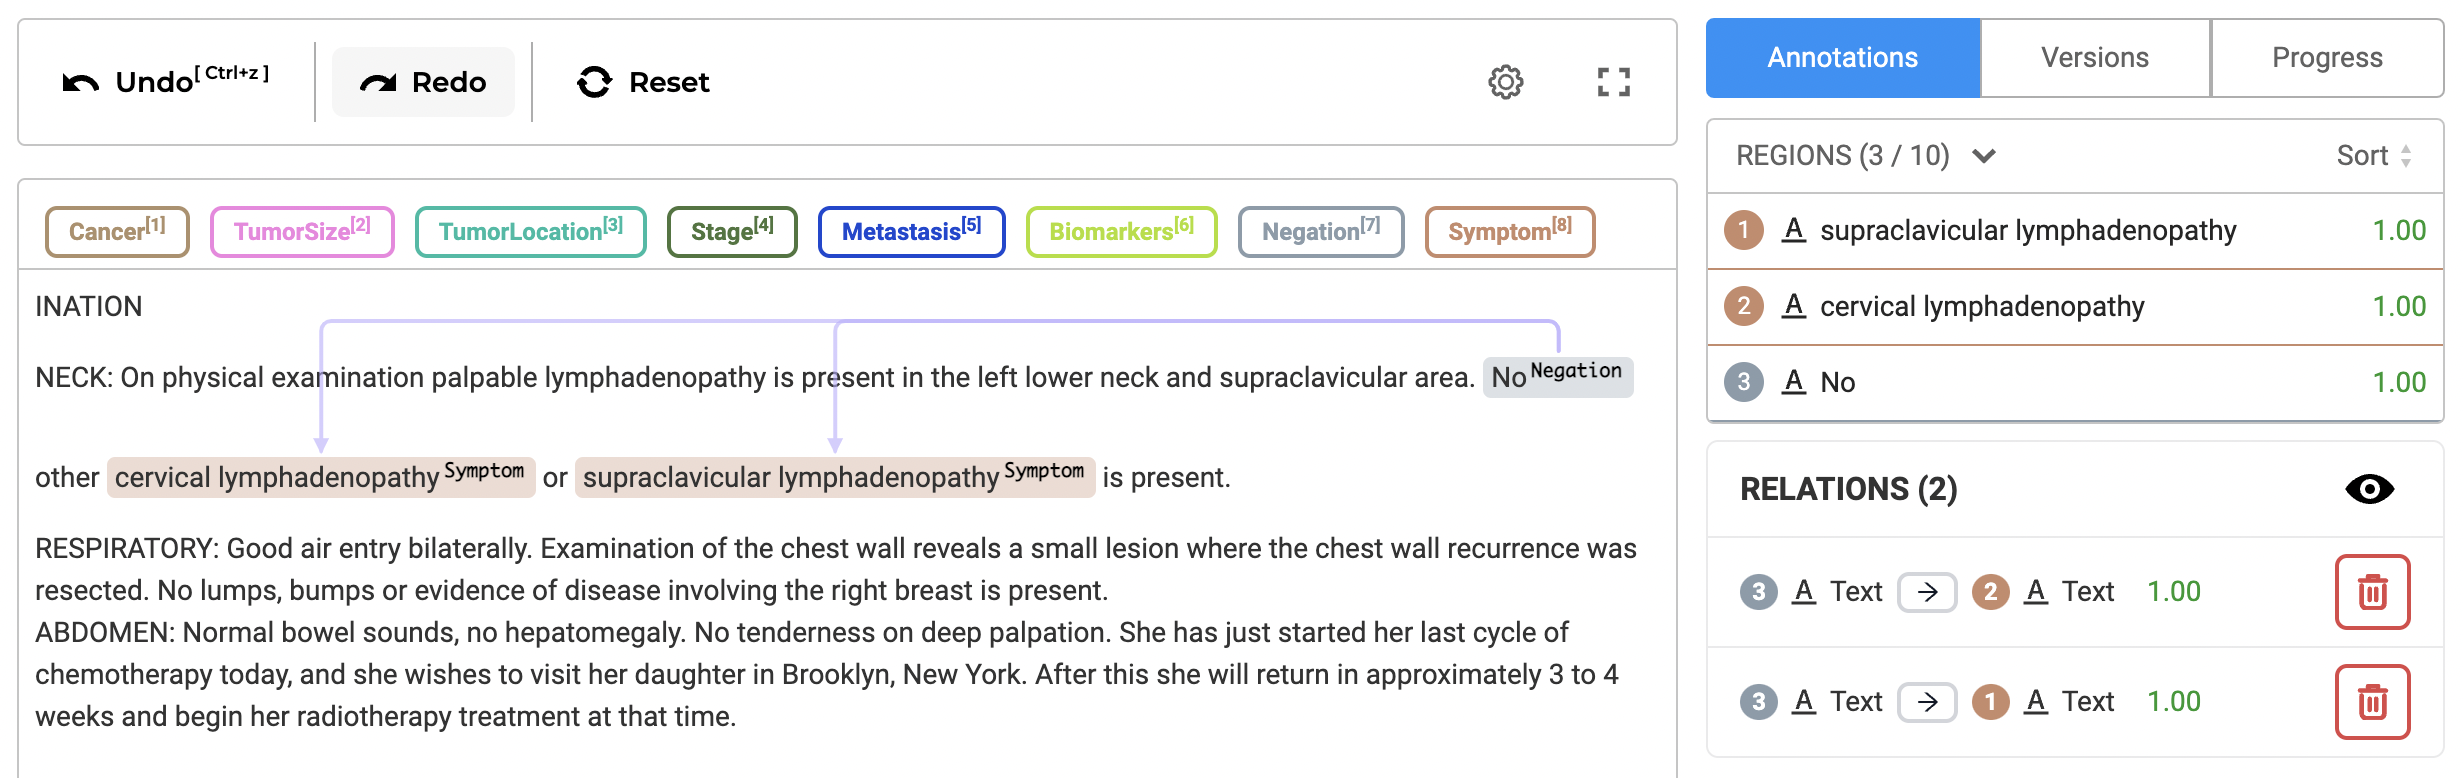 Undo[ Ctrl+z ] Redo Reset
Cancer[1] TumorSize[2] TumorLocation[3] Stage[4] Metastasis[5] Biomarkers[6] Negation[7] Symptom[8]
INATION
NECK: On physical examination palpable lymphadenopathy is present in the left lower neck and supraclavicular area. No Negation
other cervical lymphadenopathy Symptom or supraclavicular lymphadenopathy Symptom is present.
RESPIRATORY: Good air entry bilaterally. Examination of the chest wall reveals a small lesion where the chest wall recurrence was
resected. No lumps, bumps or evidence of disease involving the right breast is present.
ABDOMEN: Normal bowel sounds, no hepatomegaly. No tenderness on deep palpation. She has just started her last cycle of
chemotherapy today, and she wishes to visit her daughter in Brooklyn, New York. After this she will return in approximately 3 to 4
weeks and begin her radiotherapy treatment at that time.
Annotations Versions Progress
REGIONS (3 / 10) Sort
1 A supraclavicular lymphadenopathy 1.00
2 A cervical lymphadenopathy 1.00
3 A No 1.00
RELATIONS (2)
3 A Text → 2 A Text 1.00
3 A Text → 1 A Text 1.00